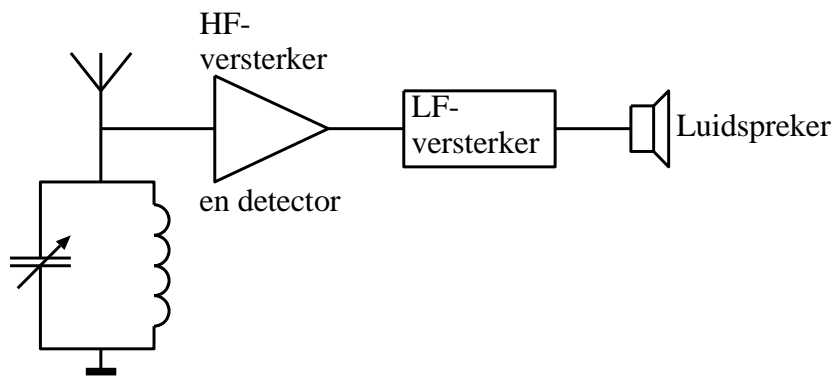 HF-
versterker
en detector
LF-
versterker
Luidspreker